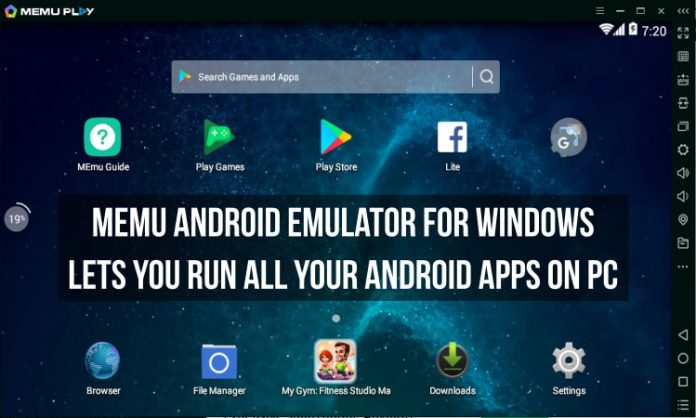 MEMU PLAY
7:20
Search Games and Apps
MEmu Guide
Play Games
Play Store
Lite
19%
MEMU ANDROID EMULATOR FOR WINDOWS
LETS YOU RUN ALL YOUR ANDROID APPS ON PC
Browser
File Manager
My Gym: Fitness Studio Ma
Downloads
Settings